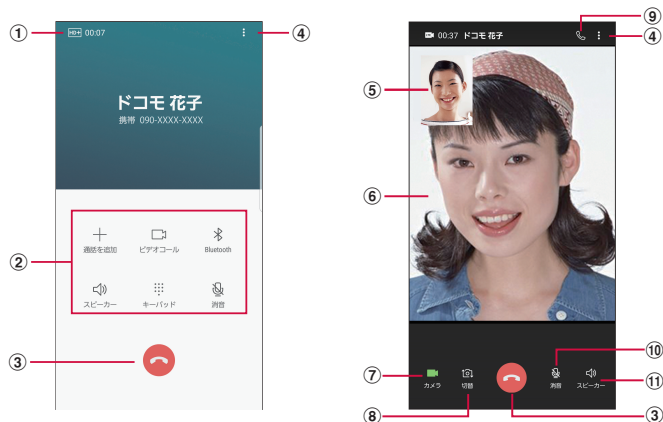 ① HD+ 00:07 ④
ドコモ 花子
携帯 090-XXXX-XXXX
②
通話を追加 ビデオコール Bluetooth
スピーカー キーパッド 消音
③
⑨
00:37 ドコモ 花子 ④
⑤
⑥
⑩
⑦ カメラ 切替 消音 スピーカー ⑪
⑧ ③